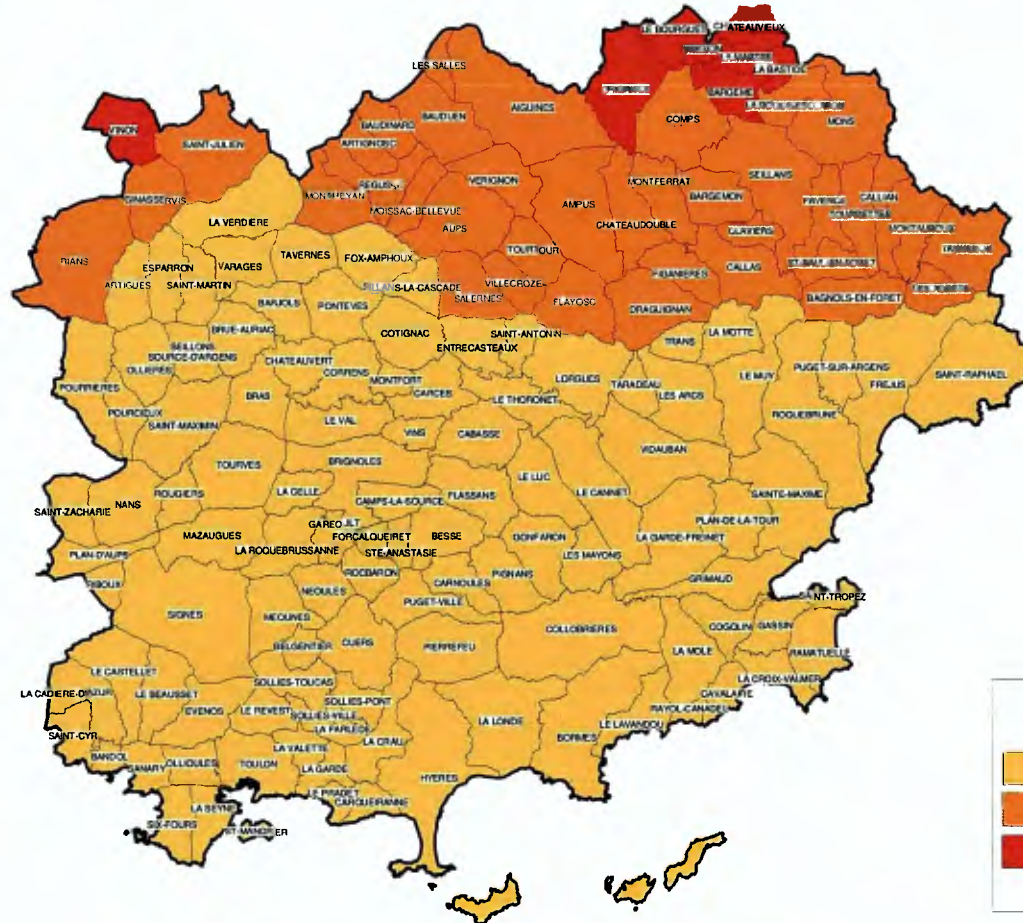 LE BOURGUET
CHATEAUVIEUX
LA MARTRE
LES SALLES
LA BASTIDE
AIGUINES
BARGEME
BAUDUEN
COMPS
MONS
BAUDINARD
VINON
ARTIGNOSC
SAINT-JULIEN
SEILLANS
VERIGNON
MONTFERRAT
REGUSSE
MONTMEYAN
BARGEMON
CALLIAN
GINASSERVIS
AMPUS
MOISSAC-BELLEVUE
LA VERDIERE
CHATEAUDOUBLE
AUPS
CLAVIERS
TOURTOUR
TAVERNES
FOX-AMPHOUX
RIANS
ESPARRON
VARAGES
CALLAS
FIGANIERES
ARTIGUES
SAINT-MARTIN
SILLANS-LA-CASCADE
VILLECROZE
SALERNES
FLAYOSC
BAGNOLS-EN-FORET
BARJOLS
PONTEVES
DRAGUIGNAN
BRUE-AURIAC
COTIGNAC
SAINT-ANTONIN
LA MOTTE
ENTRECASTEAUX
TRANS
SEILLONS
SOURCE-D'ARGENS
CHATEAUVERT
OLLIERES
CORRENS
PUGET-SUR-ARGENS
SAINT-RAPHAEL
LE MUY
MONTFORT
LORGUES
TARADEAU
FREJUS
POURRIERES
CARCES
LES ARCS
BRAS
LE THORONET
POURCIEUX
ROQUEBRUNE
LE VAL
SAINT-MAXIMIN
VINS
CABASSE
VIDAUBAN
BRIGNOLES
TOURVES
LE LUC
ROUGIERS
LA CELLE
FLASSANS
LE CANNET
SAINTE-MAXIME
CAMPS-LA-SOURCE
NANS
SAINT-ZACHARIE
PLAN-DE-LA-TOUR
GAREOULT
MAZAUGUES
FORCALQUEIRET
BESSE
GONFARON
LA GARDE-FREINET
LA ROQUEBRUSSANNE
STE-ANASTASIE
PLAN-D'AUPS
LES MAYONS
ROCBARON
PIGNANS
GRIMAUD
RIBOUX
CARNOULES
NEOULES
SAINT-TROPEZ
PUGET-VILLE
SIGNES
MEOUNES
COLLOBRIERES
COGOLIN
GASSIN
CUERS
BELGENTIER
PIERREFEU
LA MOLE
RAMATUELLE
LE CASTELLET
LA CROIX-VALMER
SOLLIES-TOUCAS
LA CADIERE-D'AZUR
LE BEAUSSET
CAVALAIRE
SOLLIES-PONT
RAYOL-CANADEL
EVENOS
LE REVEST
SOLLIES-VILLE
LA LONDE
LE LAVANDOU
LA FARLEDE
SAINT-CYR
BORMES
LA CRAU
LA VALETTE
BANDOL
SANARY
OLLIOULES
TOULON
LA GARDE
HYERES
LE PRADET
CARQUEIRANNE
LA SEYNE
SIX-FOURS
ST-MANDRIER